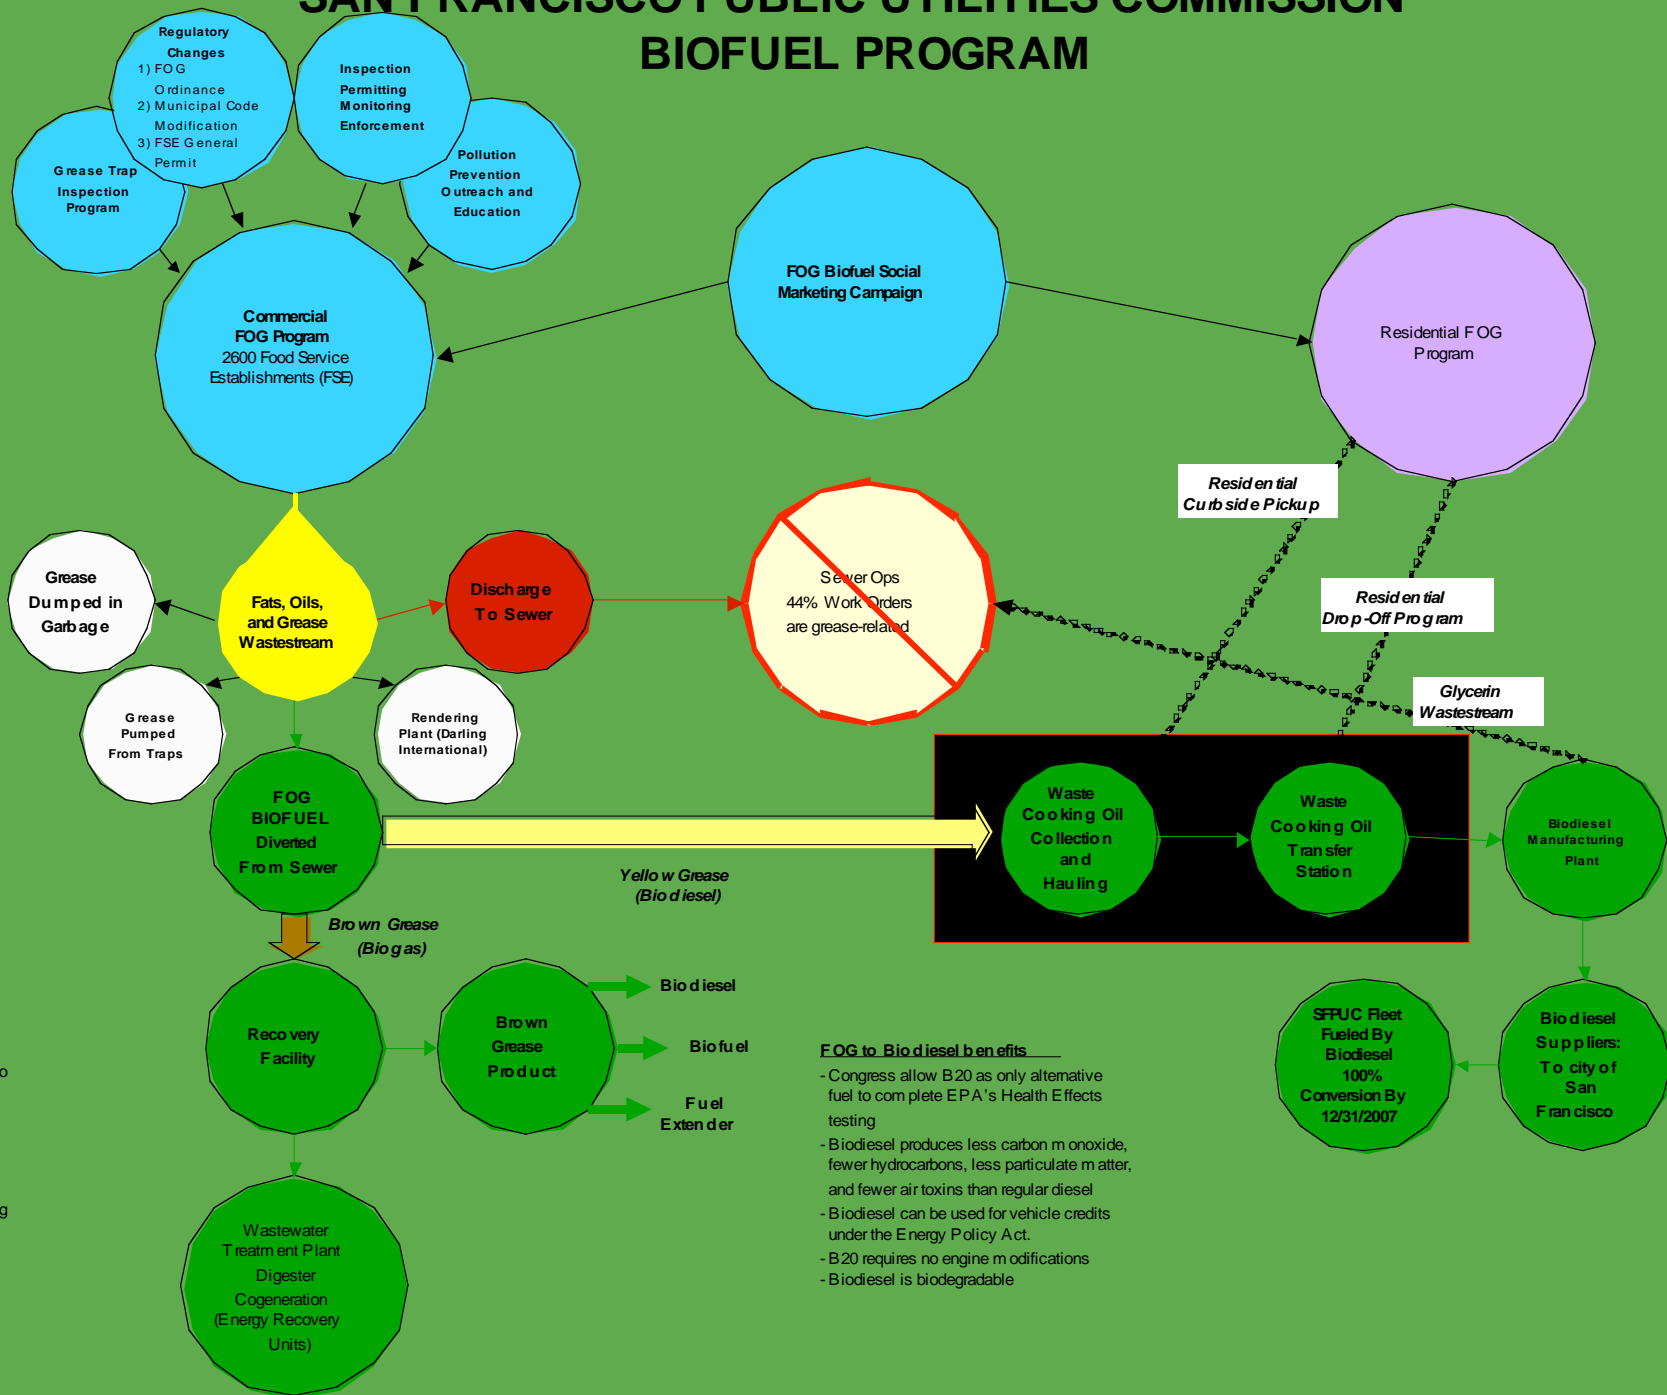 SAN FRANCISCO PUBLIC UTILITIES COMMISSION
BIOFUEL PROGRAM
Regulatory
Changes
1) FOG
Ordinance
2) Municipal Code
Modification
3) FSE General
Permit
Inspection
Permitting
Monitoring
Enforcement
Grease Trap
Inspection
Program
Pollution
Prevention
Outreach and
Education
Commercial
FOG Program
2600 Food Service
Establishments (FSE)
FOG Biofuel Social
Marketing Campaign
Residential FOG
Program
Residential
Curbside Pickup
Residential
Drop-Off Program
Glycerin
Wastestream
Grease
Dumped in
Garbage
Fats, Oils,
and Grease
Wastestream
Discharge
To Sewer
Sewer Ops
44% Work Orders
are grease-related
Grease
Pumped
From Traps
Rendering
Plant (Darling
International)
FOG
BIOFUEL
Diverted
From Sewer
Yellow Grease
(Biodiesel)
Waste
Cooking Oil
Collection
and
Hauling
Waste
Cooking Oil
Transfer
Station
Biodiesel
Manufacturing
Plant
Brown Grease
(Biogas)
Recovery
Facility
Brown
Grease
Product
Biodiesel
Biofuel
Fuel
Extender
SFPUC Fleet
Fueled By
Biodiesel
100%
Conversion By
12/31/2007
Biodiesel
Suppliers:
To city of
San
Francisco
FOG to Biodiesel benefits
- Congress allow B20 as only alternative
fuel to complete EPA's Health Effects
testing
- Biodiesel produces less carbon monoxide,
fewer hydrocarbons, less particulate matter,
and fewer air toxins than regular diesel
- Biodiesel can be used for vehicle credits
under the Energy Policy Act.
- B20 requires no engine modifications
- Biodiesel is biodegradable
o
g
Wastewater
Treatment Plant
Digester
Cogeneration
(Energy Recovery
Units)